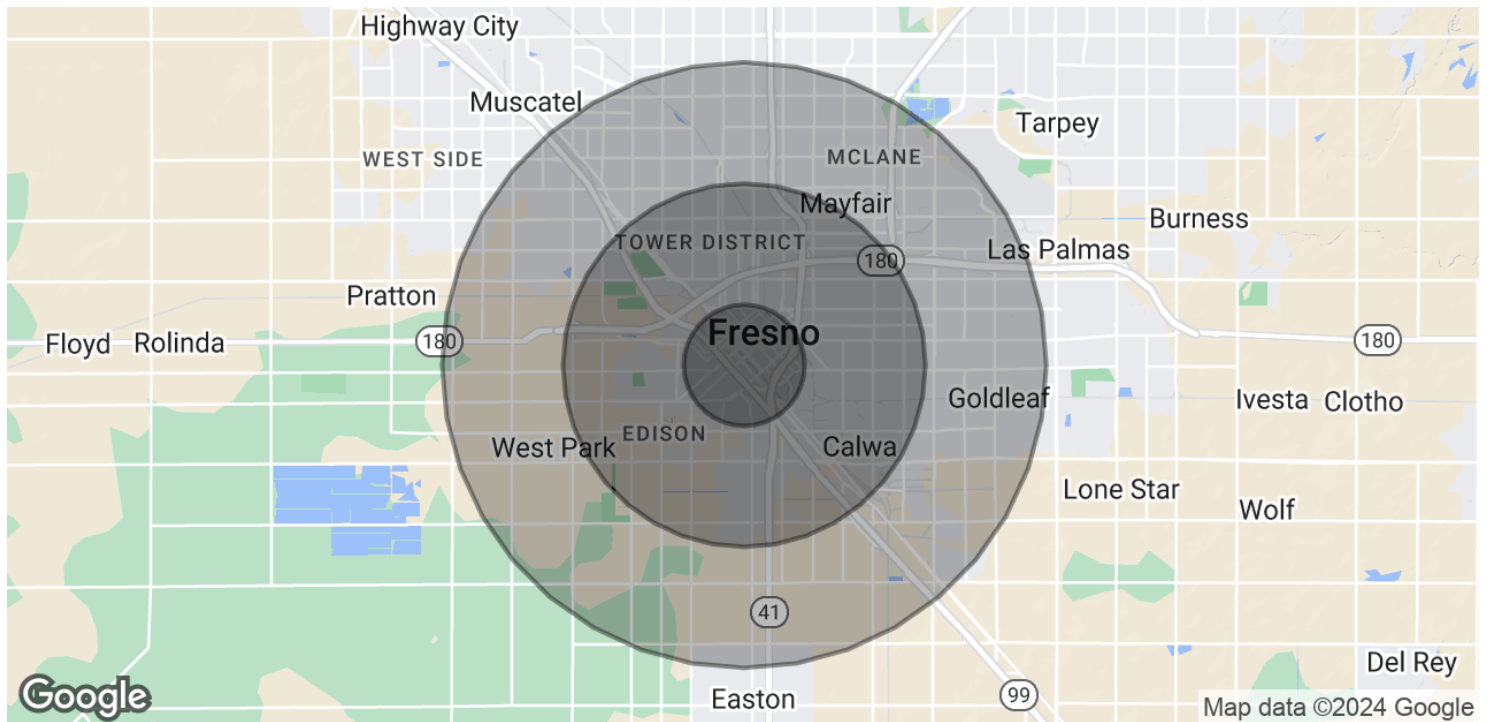 Highway City
Muscatel
Tarpey
WEST SIDE
MCLANE
Mayfair
Burness
TOWER DISTRICT
Las Palmas
180
Pratton
Fresno
Floyd
Rolinda
180
180
Goldleaf
Ivesta
Clotho
EDISON
West Park
Calwa
Lone Star
Wolf
41
Del Rey
Google
Easton
99
Map data ©2024 Google